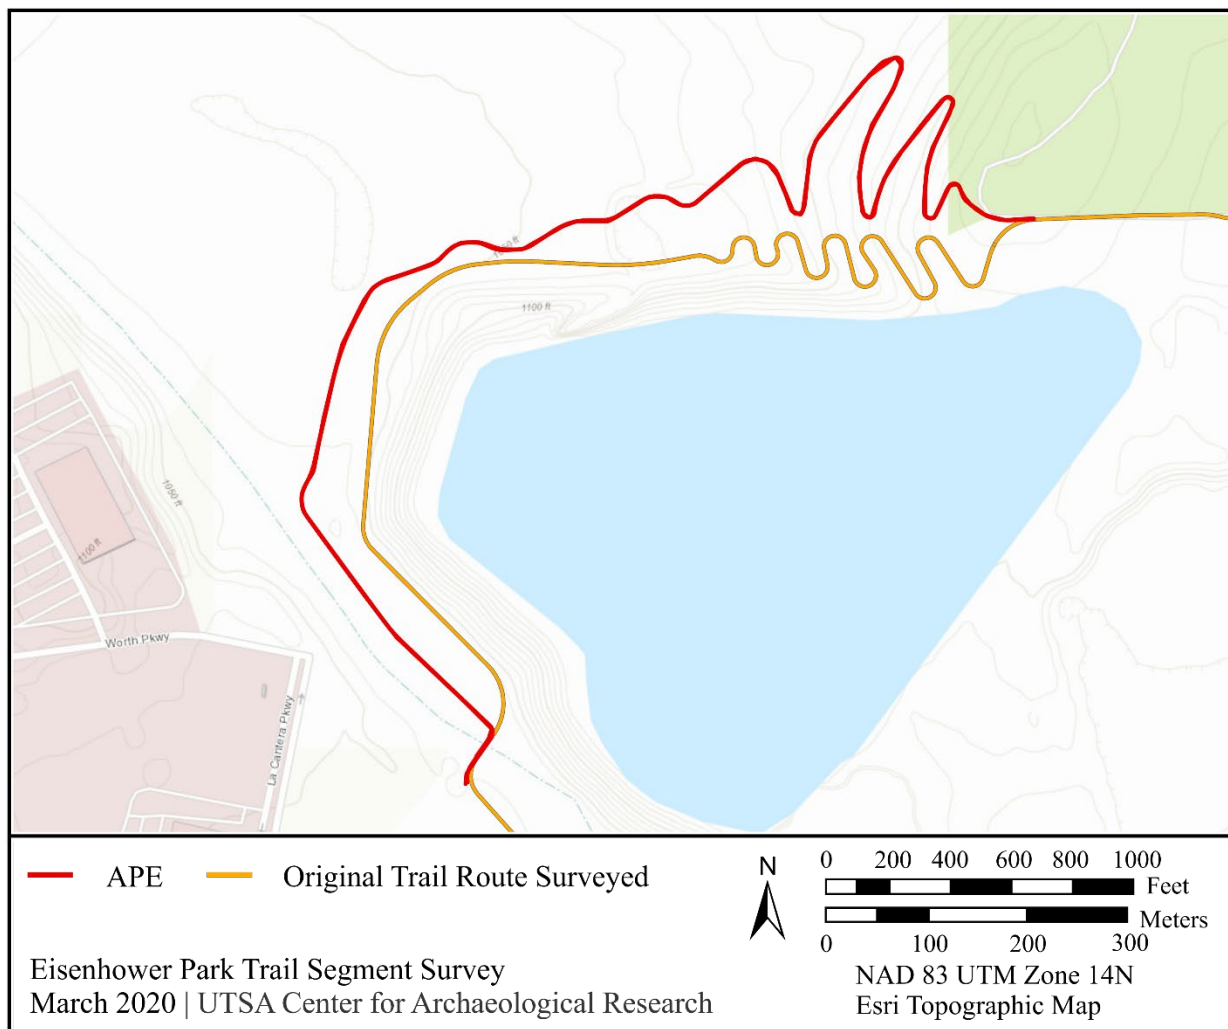 1050 ft
1100 ft
1050 ft
1100 ft
Worth Pkwy
La Cantera Pkwy
APE
Original Trail Route Surveyed
N
0 200 400 600 800 1000
Feet
Meters
0 100 200 300
Eisenhower Park Trail Segment Survey
March 2020 | UTSA Center for Archaeological Research
NAD 83 UTM Zone 14N
Esri Topographic Map